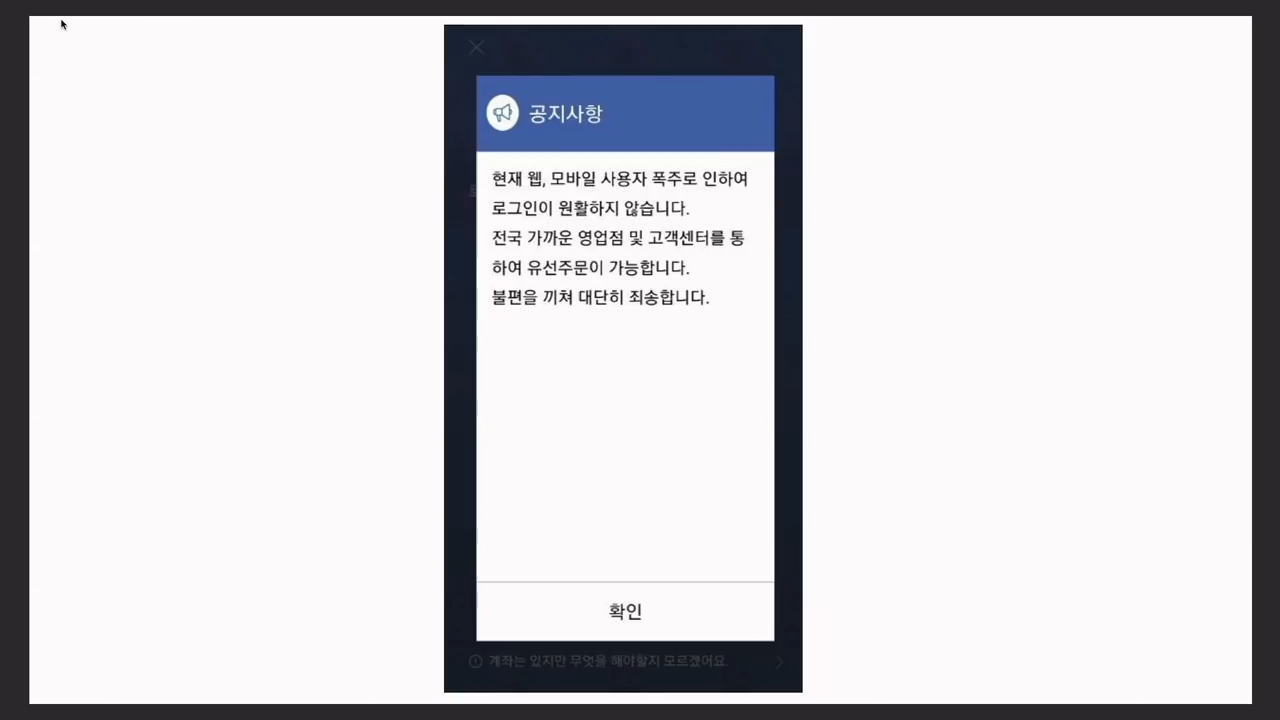 공지사항
현재 웹, 모바일 사용자 폭주로 인하여
로그인이 원활하지 않습니다.
전국 가까운 영업점 및 고객센터를 통
하여 유선주문이 가능합니다.
불편을 끼쳐 대단히 죄송합니다.
확인
계좌는 있지만 무엇을 해야할지 모르겠어요.